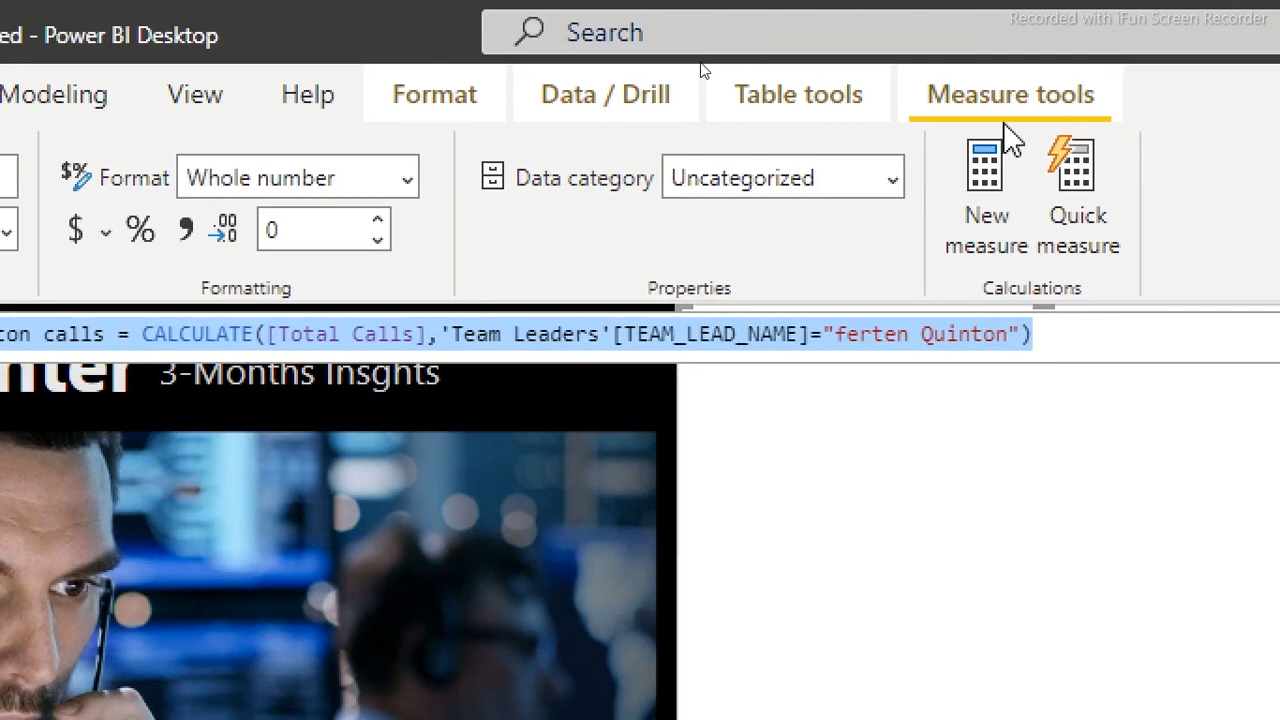 ed - Power BI Desktop
Search
Recorded with iFun Screen Recorder
Modeling
View
Help
Format
Data / Drill
Table tools
Measure tools
$% Format
Whole number
Data category
Uncategorized
$ % , .00
0
New measure
Quick measure
Formatting
Properties
Calculations
ton calls = CALCULATE([Total Calls],'Team Leaders'[TEAM_LEAD_NAME]="ferten Quinton")
nter
3-Months Insghts